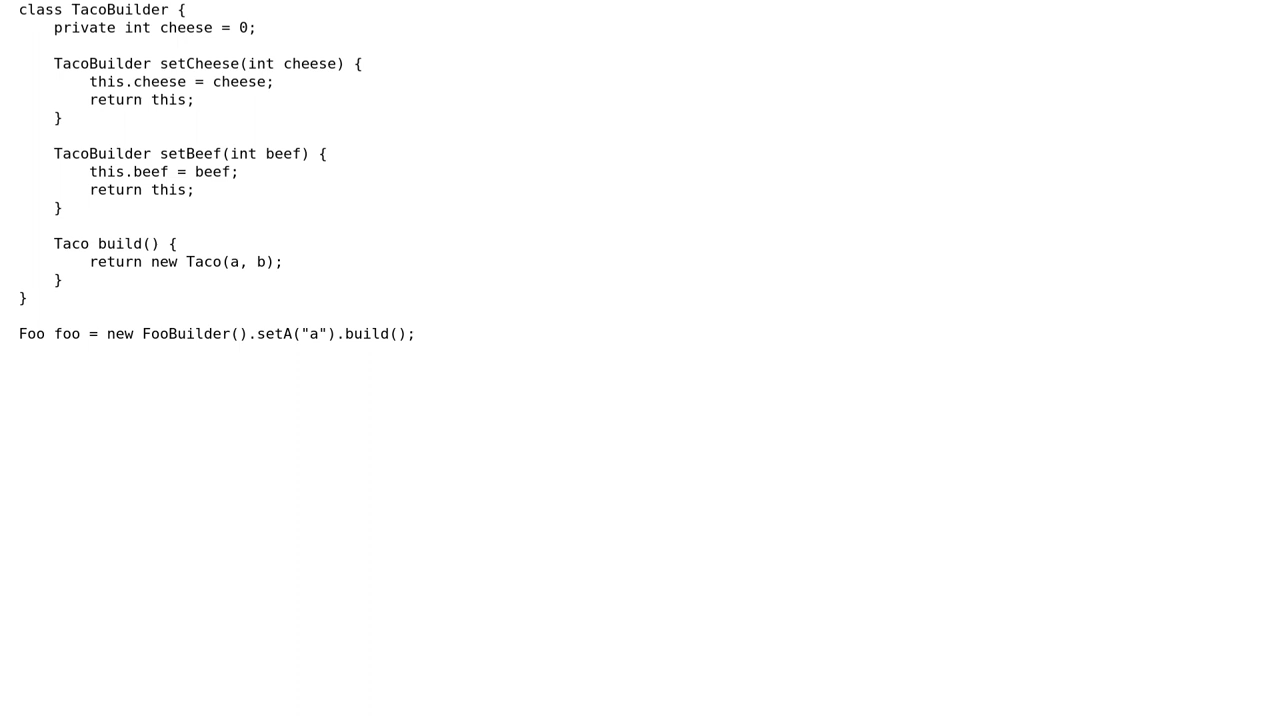 class TacoBuilder {
    private int cheese = 0;

    TacoBuilder setCheese(int cheese) {
        this.cheese = cheese;
        return this;
    }

    TacoBuilder setBeef(int beef) {
        this.beef = beef;
        return this;
    }

    Taco build() {
        return new Taco(a, b);
    }
}

Foo foo = new FooBuilder().setA("a").build();